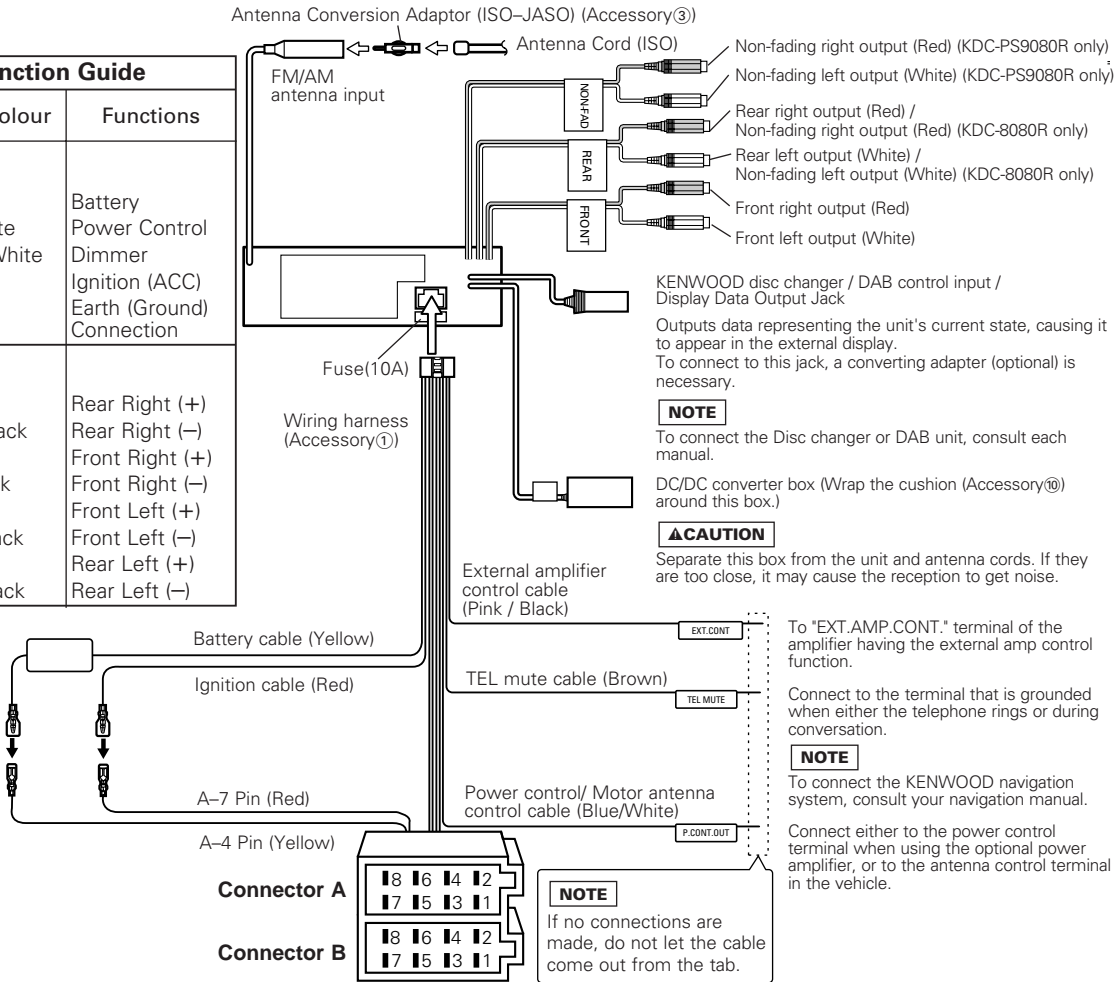 Antenna Conversion Adaptor (ISO–JASO) (Accessory③)
Antenna Cord (ISO)
FM/AM
antenna input
Non-fading right output (Red) (KDC-PS9080R only)
Non-fading left output (White) (KDC-PS9080R only)
Rear right output (Red) /
Non-fading right output (Red) (KDC-8080R only)
Rear left output (White) /
Non-fading left output (White) (KDC-8080R only)
Front right output (Red)
Front left output (White)
NON-FAD
REAR
FRONT
nction Guide
olour Functions
Battery
te Power Control
White Dimmer
Ignition (ACC)
Earth (Ground)
Connection
Rear Right (+)
ack Rear Right (−)
Front Right (+)
k Front Right (−)
Front Left (+)
ack Front Left (−)
Rear Left (+)
ack Rear Left (−)
KENWOOD disc changer / DAB control input /
Display Data Output Jack
Outputs data representing the unit's current state, causing it
to appear in the external display.
To connect to this jack, a converting adapter (optional) is
necessary.
NOTE
To connect the Disc changer or DAB unit, consult each
manual.
DC/DC converter box (Wrap the cushion (Accessory⑩)
around this box.)
⚠CAUTION
Separate this box from the unit and antenna cords. If they
are too close, it may cause the reception to get noise.
Fuse(10A)
Wiring harness
(Accessory①)
External amplifier
control cable
(Pink / Black)
EXT.CONT
To "EXT.AMP.CONT." terminal of the
amplifier having the external amp control
function.
Battery cable (Yellow)
Ignition cable (Red)
TEL mute cable (Brown)
TEL MUTE
Connect to the terminal that is grounded
when either the telephone rings or during
conversation.
NOTE
To connect the KENWOOD navigation
system, consult your navigation manual.
A–7 Pin (Red)
A–4 Pin (Yellow)
Power control/ Motor antenna
control cable (Blue/White)
P.CONT.OUT
Connect either to the power control
terminal when using the optional power
amplifier, or to the antenna control terminal
in the vehicle.
Connector A
8 6 4 2
7 5 3 1
Connector B
8 6 4 2
7 5 3 1
NOTE
If no connections are
made, do not let the cable
come out from the tab.